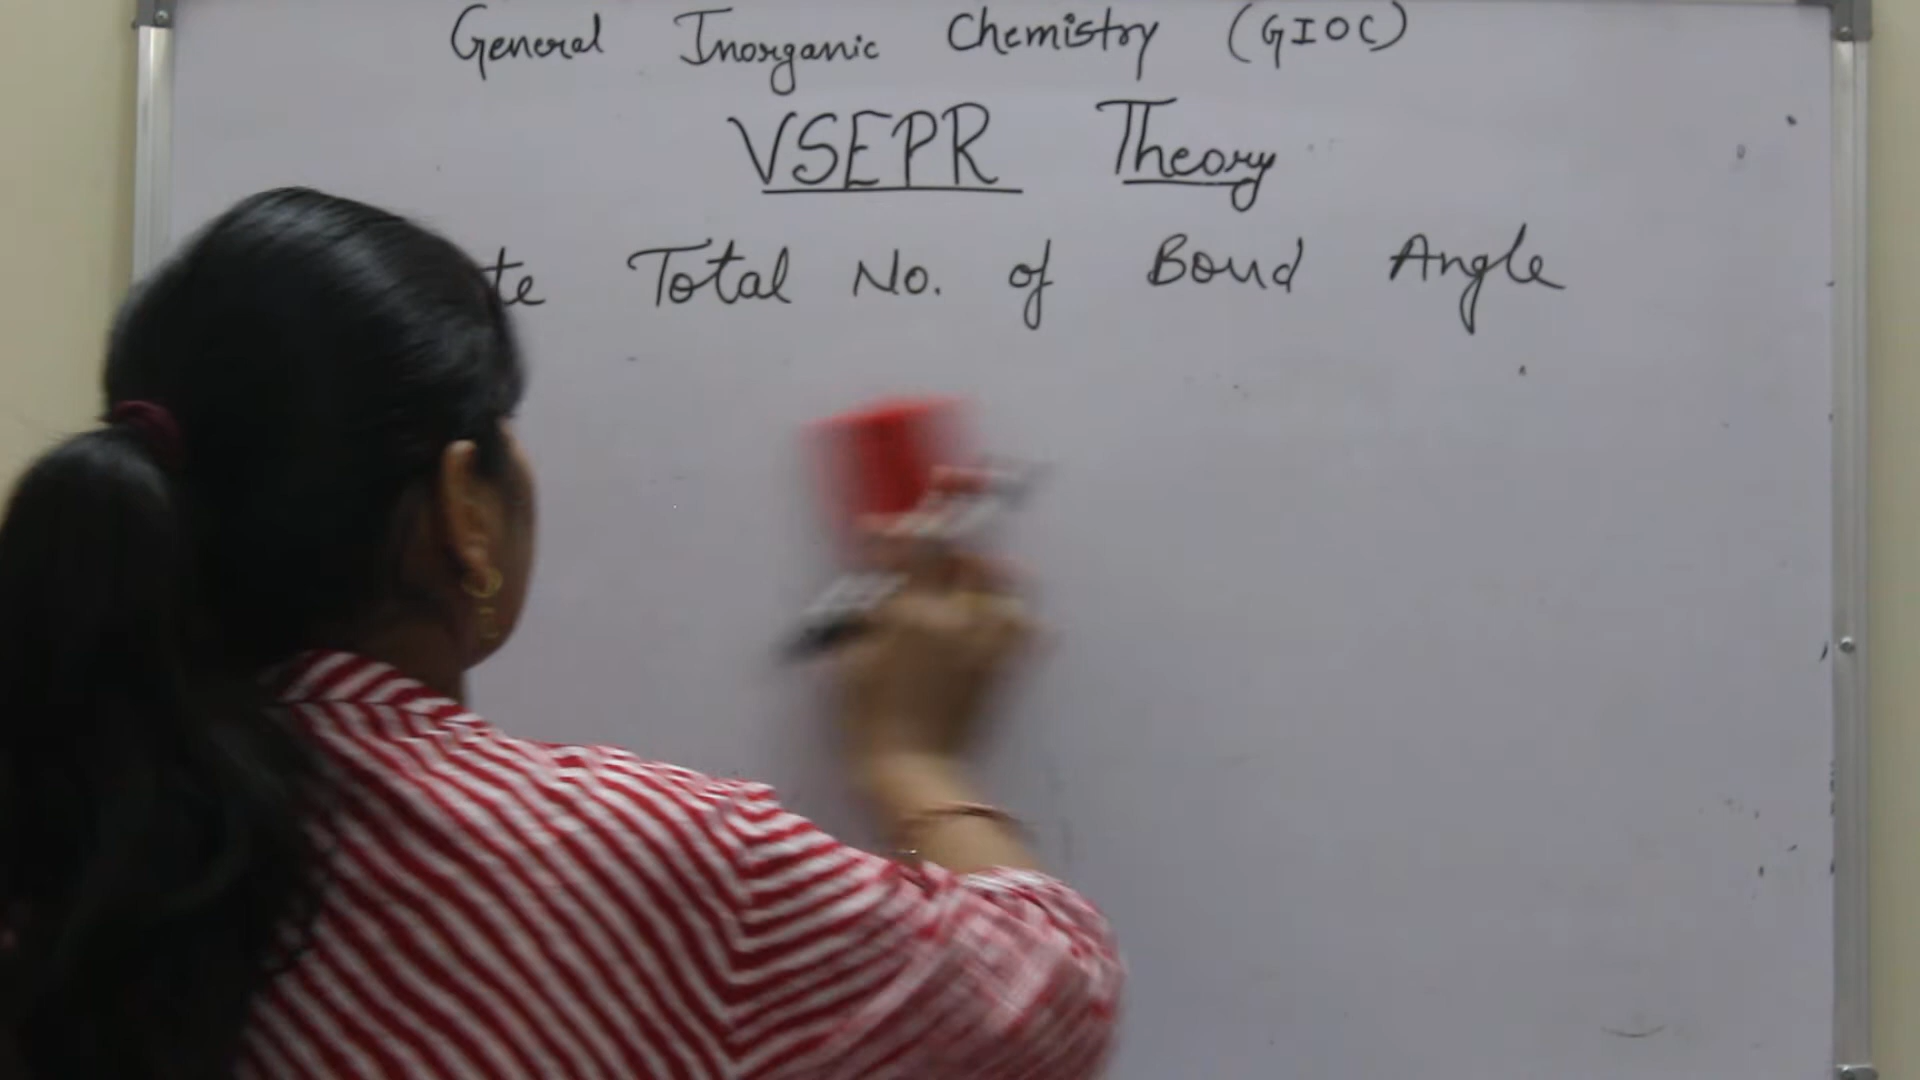 General Inorganic Chemistry (GIOC)
VSEPR Theory
te Total No. of Bond Angle